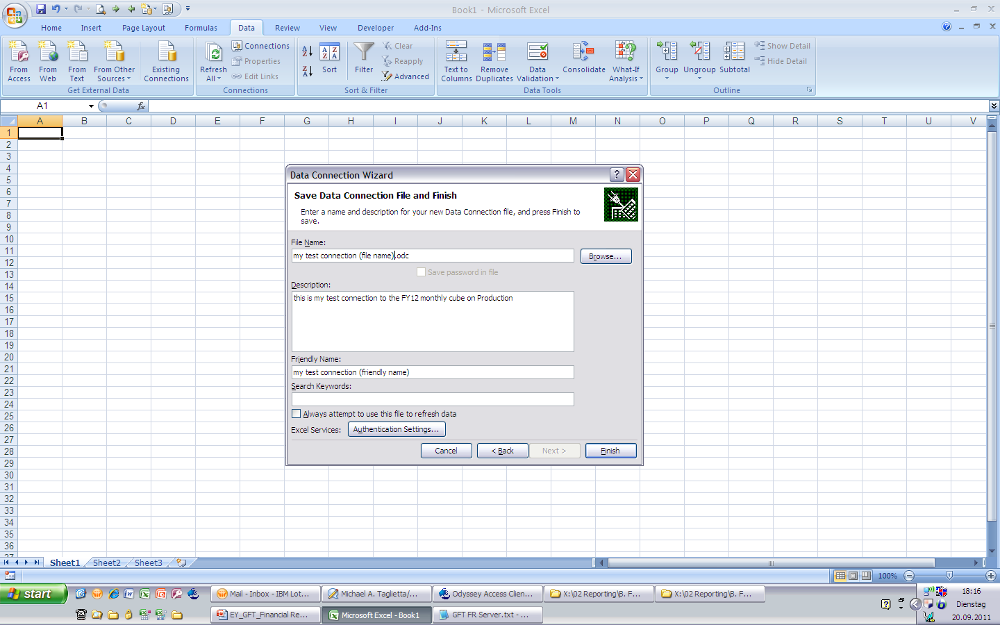 Book1 - Microsoft Excel
Home Insert Page Layout Formulas Data Review View Developer Add-Ins
From Access
From Web
From Text
From Other Sources
Existing Connections
Get External Data
Refresh All
Connections
Properties
Edit Links
Connections
Sort
Filter
Clear
Reapply
Advanced
Sort & Filter
Text to Columns
Remove Duplicates
Data Validation
Consolidate
What-If Analysis
Data Tools
Group
Ungroup
Subtotal
Show Detail
Hide Detail
Outline
A1
fx
A B C D E F G H I J K L M N O P Q R S T U V
1
2
3
4
5
6
7
8
9
10
11
12
13
14
15
16
17
18
19
20
21
22
23
24
25
26
27
28
29
30
31
32
33
34
35
36
37
Data Connection Wizard
Save Data Connection File and Finish
Enter a name and description for your new Data Connection file, and press Finish to
save.
File Name:
my test connection (file name).odc
Browse...
Save password in file
Description:
this is my test connection to the FY12 monthly cube on Production
Friendly Name:
my test connection (friendly name)
Search Keywords:
Always attempt to use this file to refresh data
Excel Services: Authentication Settings...
Cancel < Back Next > Finish
Sheet1 Sheet2 Sheet3
100%
start
Mail - Inbox - IBM Lot... Michael A. Taglietta/... Odyssey Access Clien... X:\02 Reporting\B. F... X:\02 Reporting\B. F...
EY_GFT_Financial Re... Microsoft Excel - Book1 GFT FR Server.txt - ...
18:16
Dienstag
20.09.2011